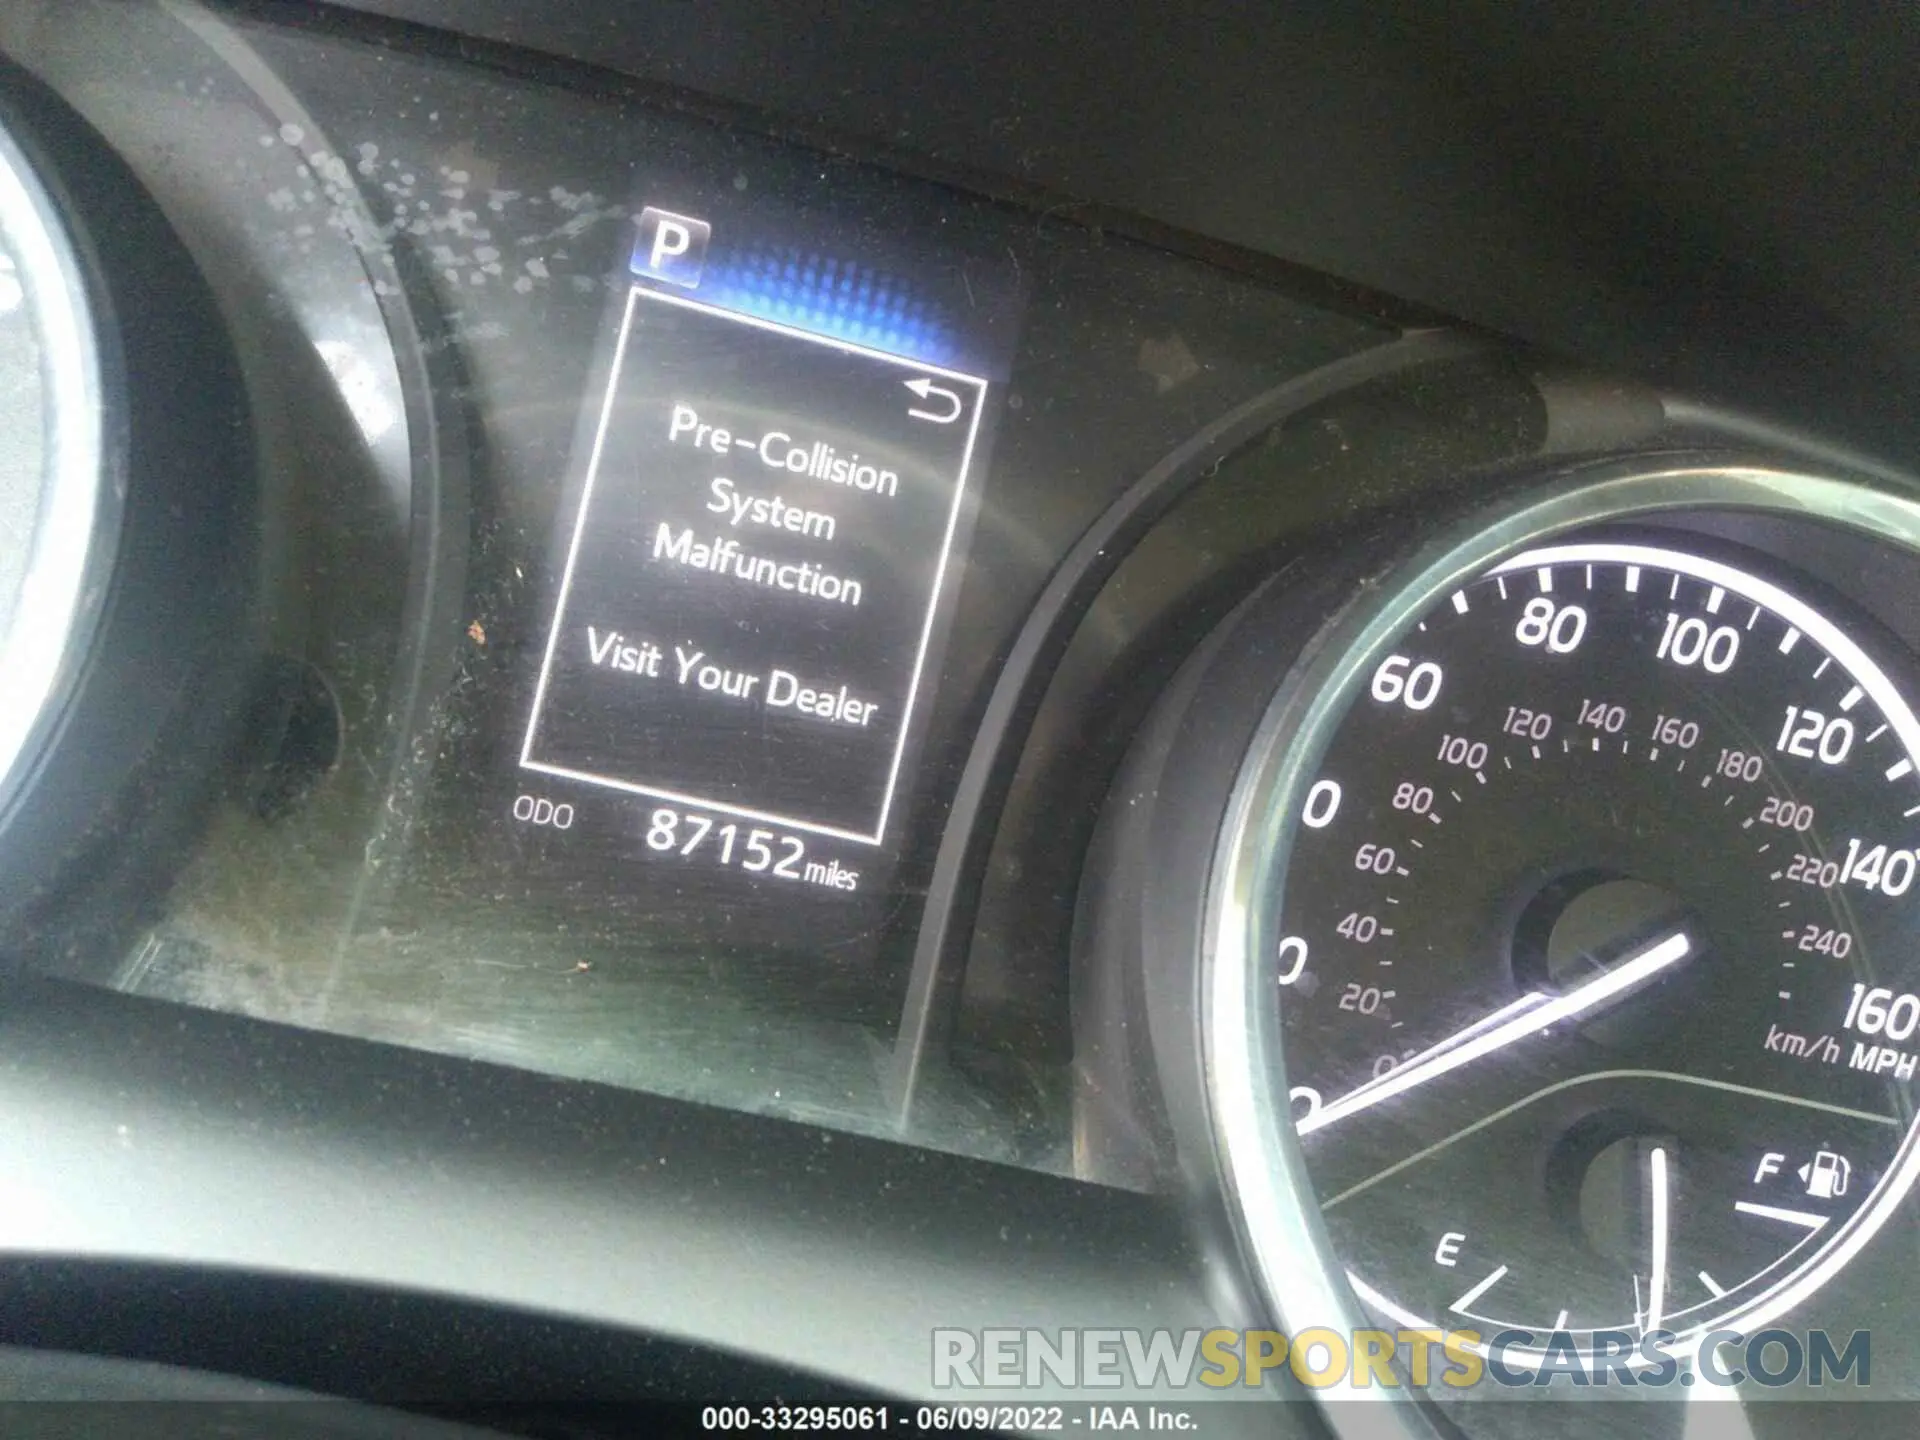 P
Pre-Collision
System
Malfunction
Visit Your Dealer
ODO 87152 miles
60 80 100 120 140 160
0 20 40 60 80 100 120 140 160 180 200 220 240
km/h MPH
E F
RENEWSPORTSCARS.COM
000-33295061 - 06/09/2022 - IAA Inc.